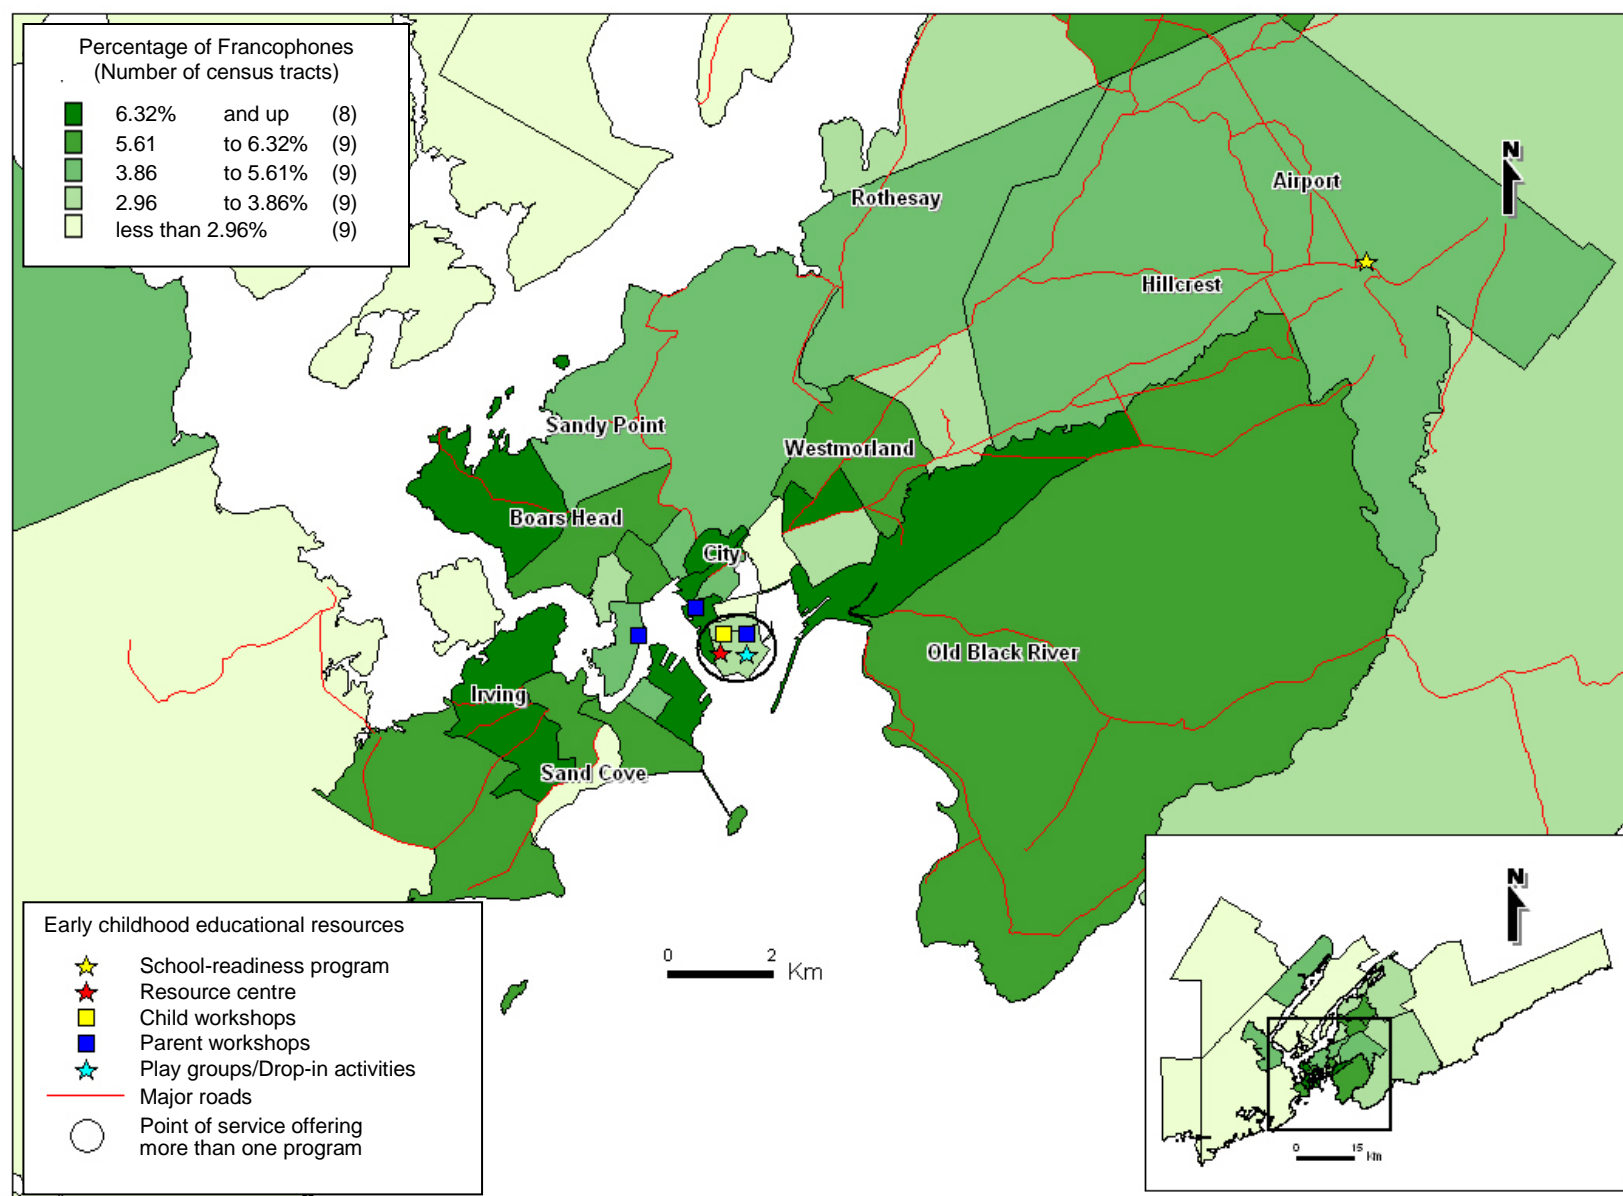 Percentage of Francophones
(Number of census tracts)
6.32% and up (8)
5.61 to 6.32% (9)
3.86 to 5.61% (9)
2.96 to 3.86% (9)
less than 2.96% (9)
N
Airport
Rothesay
Hillcrest
Sandy Point
Westmorland
Boars Head
City
Old Black River
Irving
Sand Cove
0 2 Km
Early childhood educational resources
School-readiness program
Resource centre
Child workshops
Parent workshops
Play groups/Drop-in activities
Major roads
Point of service offering
more than one program
N
0 15 Km